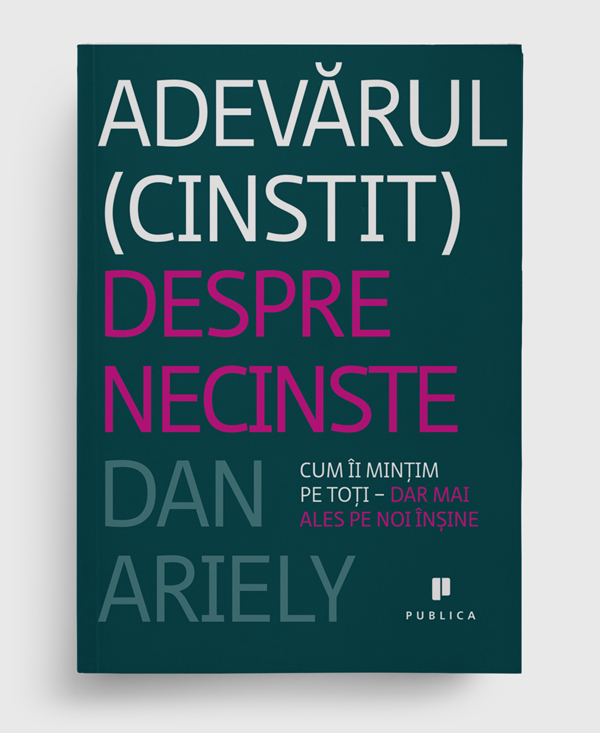 ADEVĂRUL
(CINSTIT)
DESPRE
NECINSTE
DAN
ARIELY
CUM ÎI MINȚIM
PE TOȚI – DAR MAI
ALES PE NOI ÎNȘINE
PUBLICA